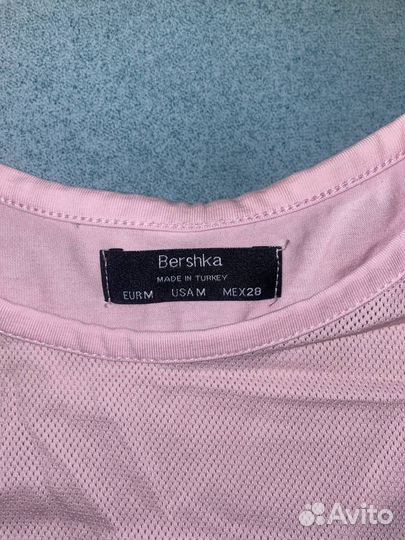 Bershka
MADE IN TURKEY
EUR M USA M MEX 28
Avito